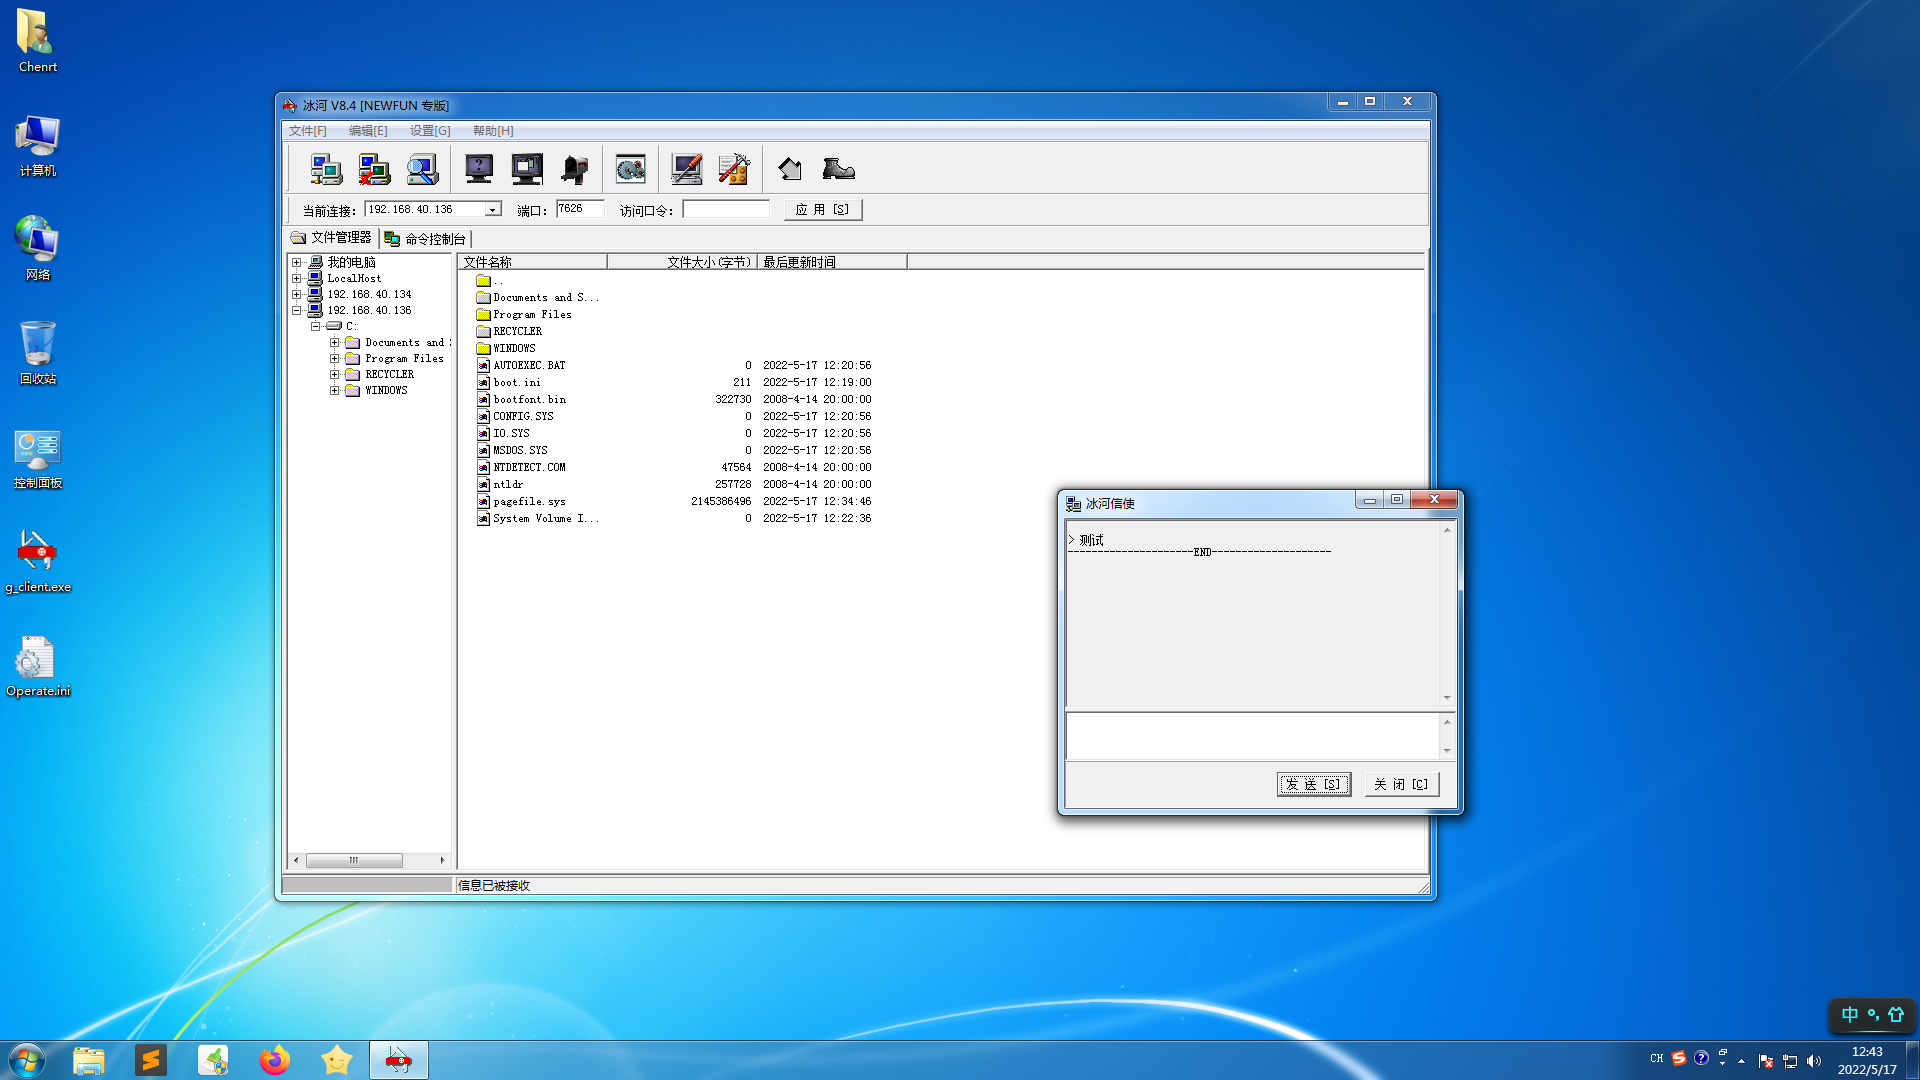 Chenrt
计算机
网络
回收站
控制面板
g_client.exe
Operate.ini
冰河 V8.4 [NEWFUN 专版]
文件[F] 编辑[E] 设置[G] 帮助[H]
当前连接: 192.168.40.136 端口: 7626 访问口令: 应 用 [S]
文件管理器 命令控制台
我的电脑
LocalHost
192.168.40.134
192.168.40.136
C:
Documents and
Program Files
RECYCLER
WINDOWS
文件名称 文件大小(字节) 最后更新时间
..
Documents and S...
Program Files
RECYCLER
WINDOWS
AUTOEXEC.BAT 0 2022-5-17 12:20:56
boot.ini 211 2022-5-17 12:19:00
bootfont.bin 322730 2008-4-14 20:00:00
CONFIG.SYS 0 2022-5-17 12:20:56
IO.SYS 0 2022-5-17 12:20:56
MSDOS.SYS 0 2022-5-17 12:20:56
NTDETECT.COM 47564 2008-4-14 20:00:00
ntldr 257728 2008-4-14 20:00:00
pagefile.sys 2145386496 2022-5-17 12:34:46
System Volume I... 0 2022-5-17 12:22:36
信息已被接收
冰河信使
> 测试
---------------------END--------------------
发 送 [S] 关 闭 [C]
中
CH
12:43
2022/5/17